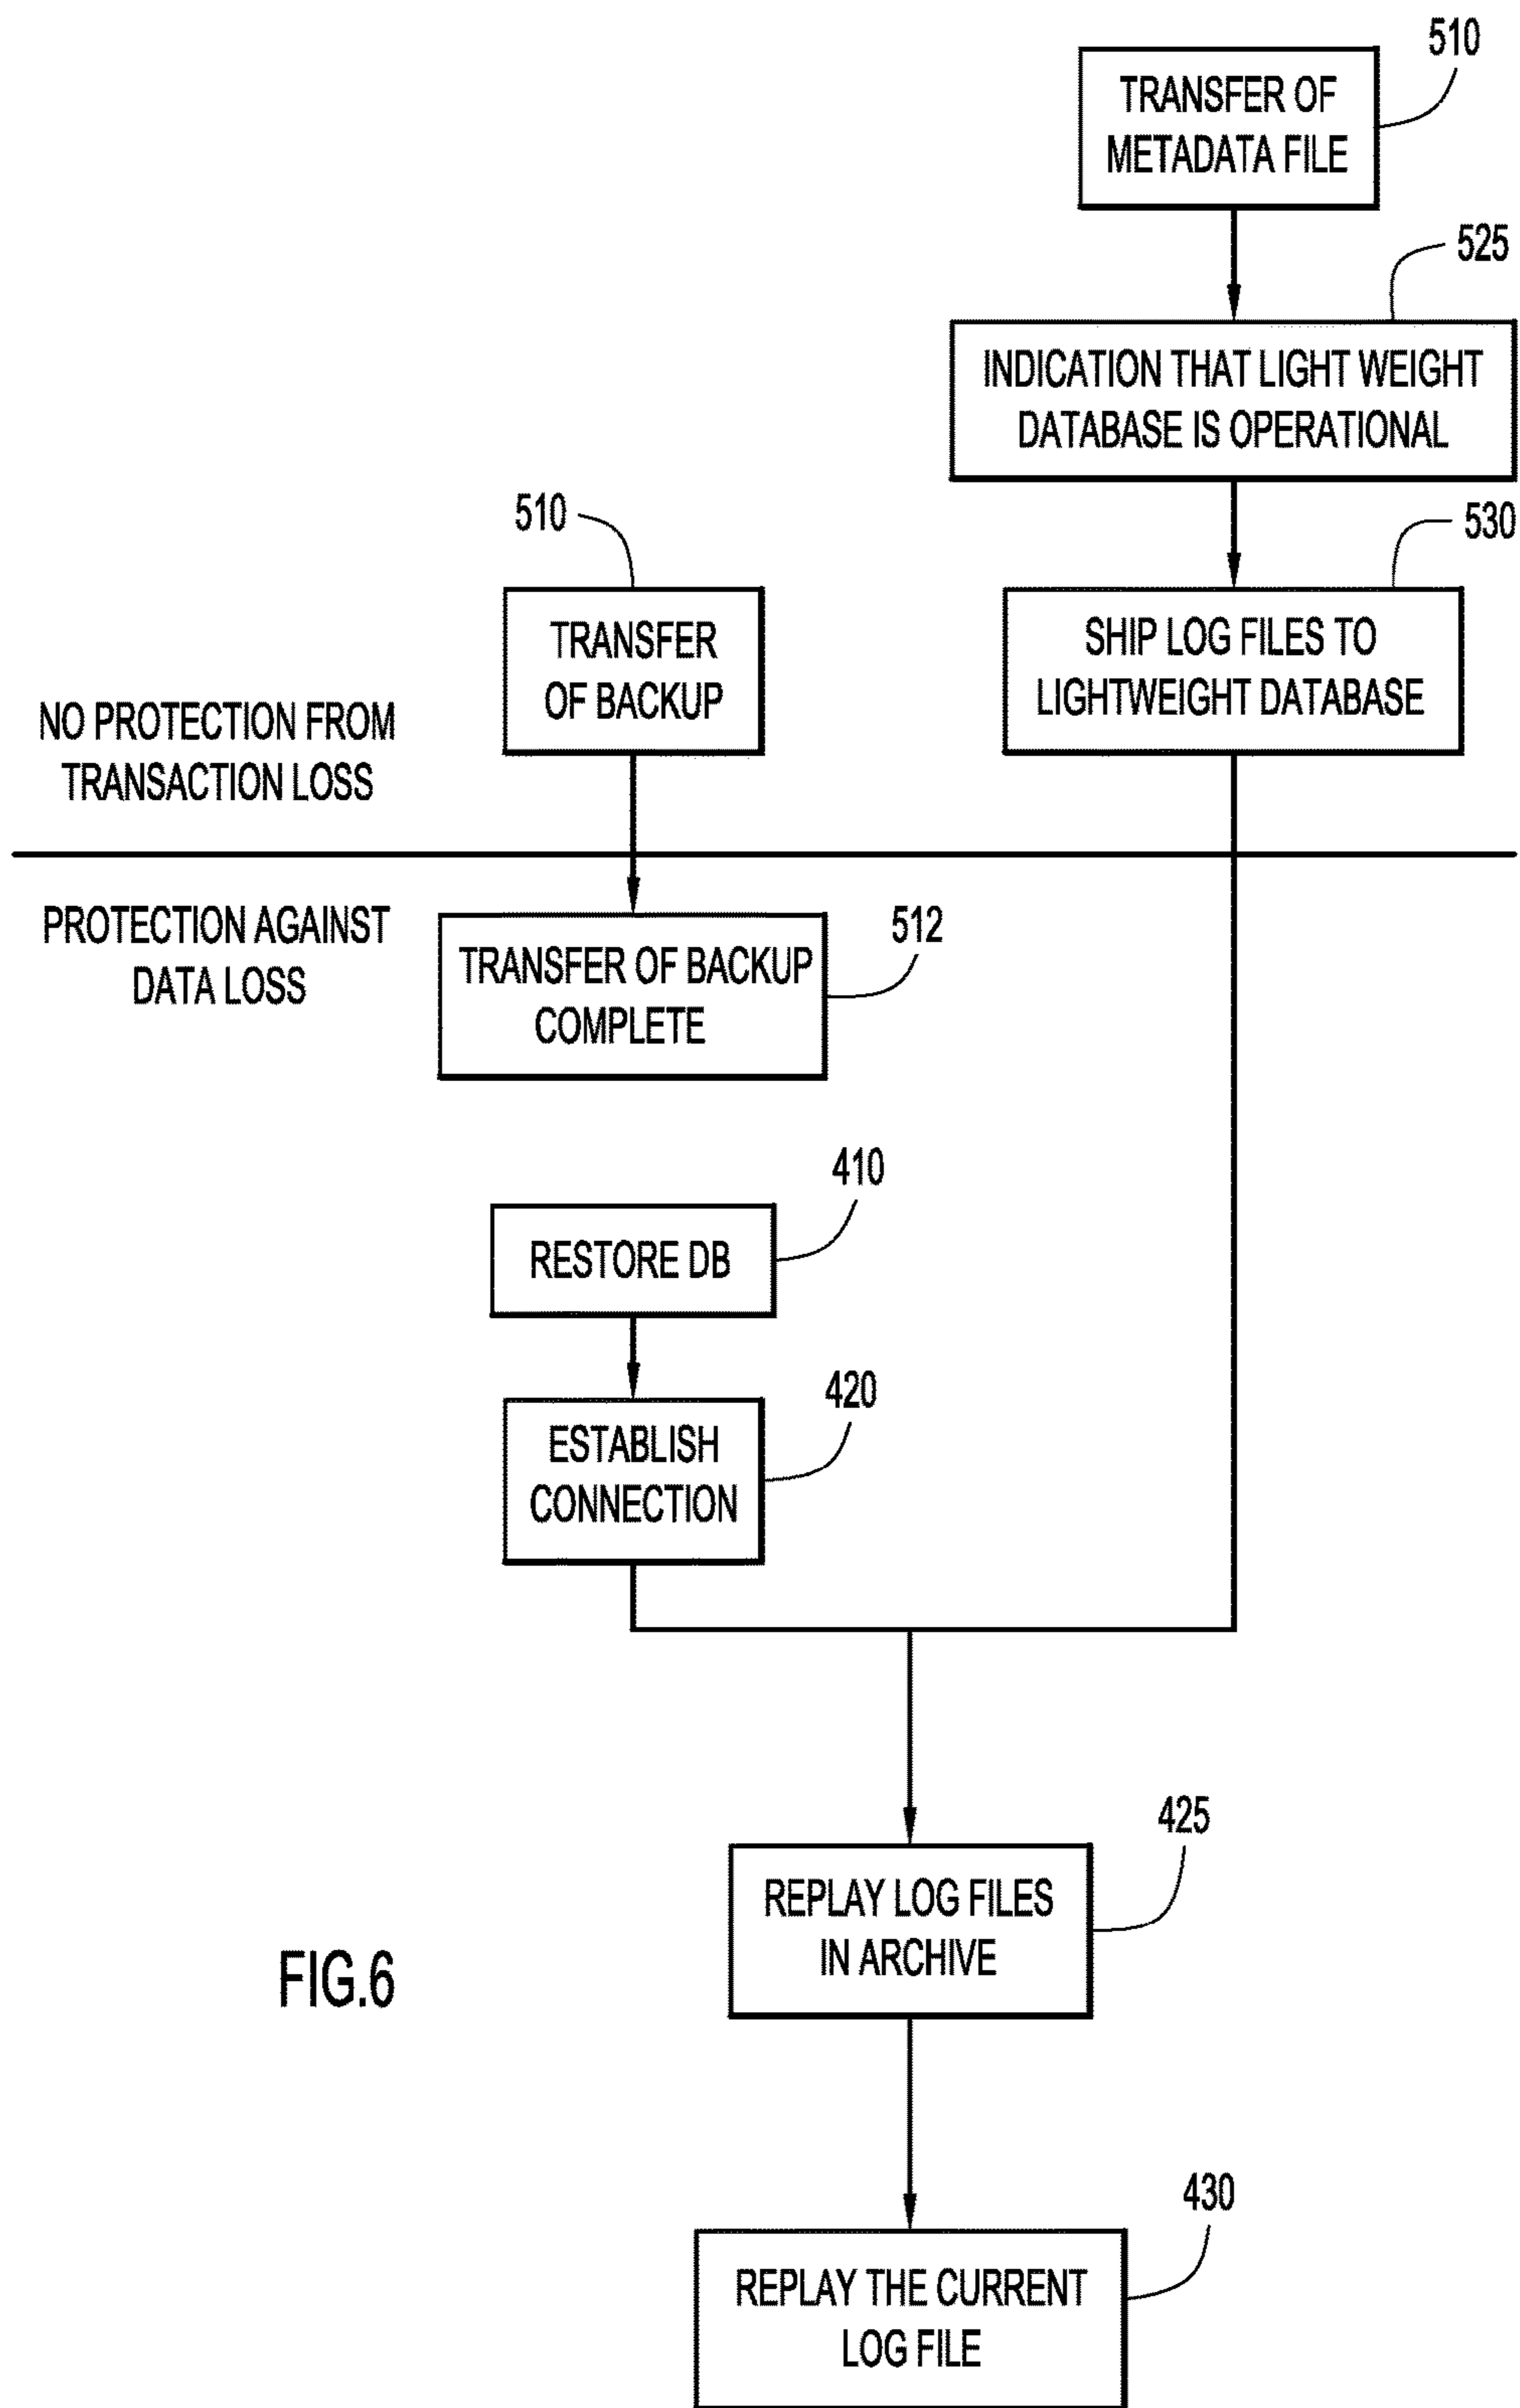 510
TRANSFER OF
METADATA FILE
525
INDICATION THAT LIGHT WEIGHT
DATABASE IS OPERATIONAL
510
530
TRANSFER
OF BACKUP
SHIP LOG FILES TO
LIGHTWEIGHT DATABASE
NO PROTECTION FROM
TRANSACTION LOSS
PROTECTION AGAINST
DATA LOSS
512
TRANSFER OF BACKUP
COMPLETE
410
RESTORE DB
420
ESTABLISH
CONNECTION
425
REPLAY LOG FILES
IN ARCHIVE
FIG.6
430
REPLAY THE CURRENT
LOG FILE